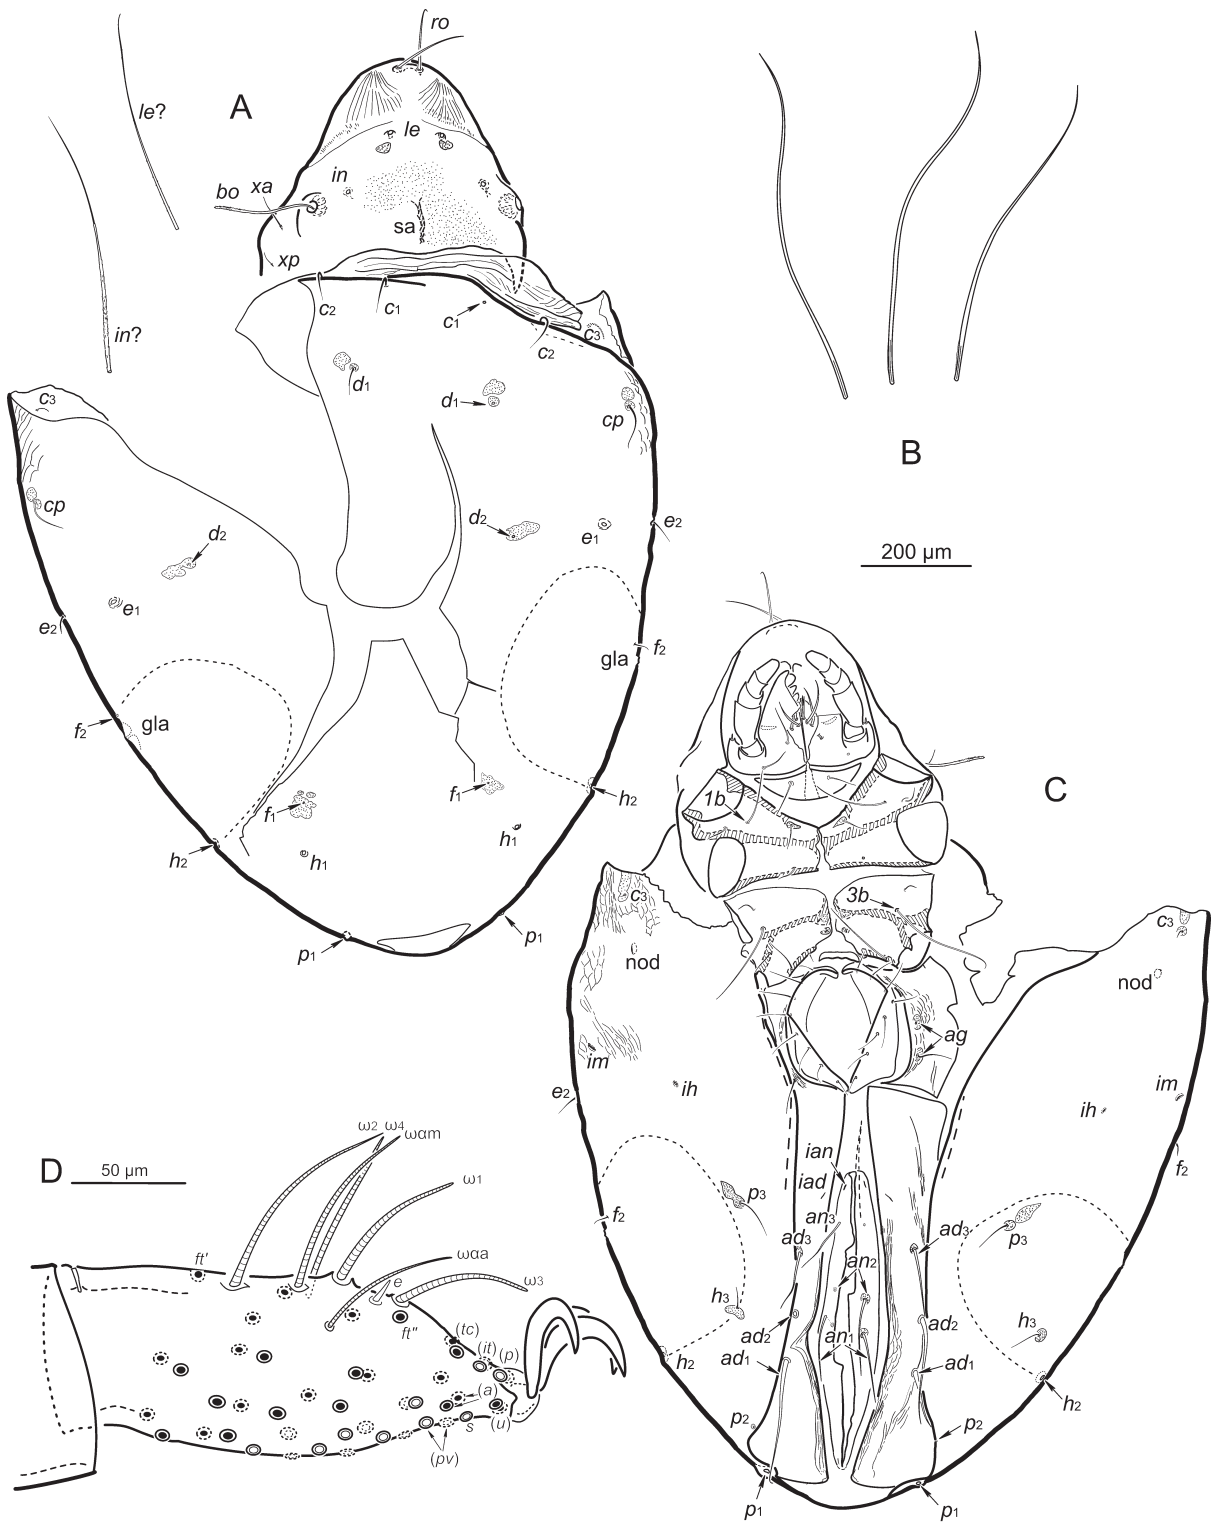 ro
A
le?
le
in
bo
xa
sa
xp
in?
c2
c1
c1
c2
c3
d1
d1
c3
cp
cp
d2
d2
e1
e2
e1
e2
gla
f2
f2
gla
f1
f1
h2
h1
h1
h2
p1
p1
B
200 µm
C
1b
3b
c3
c3
nod
nod
im
ag
e2
ih
ih
im
f2
ian
iad
p3
an3
f2
ad3
ad3
p3
an2
h3
h3
ad2
an1
ad2
ad1
ad1
h2
h2
p2
p2
p1
p1
D
50 µm
ω2 ω4
ωαm
ω1
ft'
ωαa
e
ω3
ft"
(tc)
(it)
(p)
(a)
s
(u)
(pv)